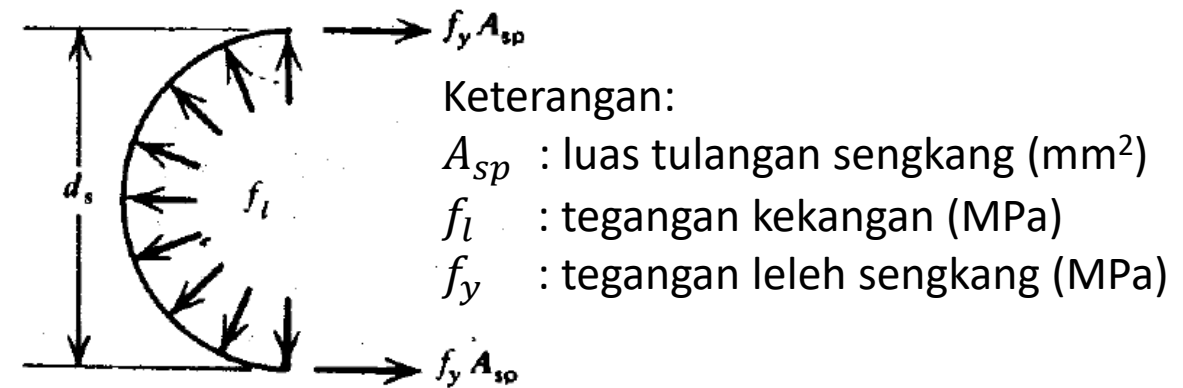 f_y A_sp
Keterangan:
A_sp : luas tulangan sengkang (mm²)
d_s
f_l
f_l : tegangan kekangan (MPa)
f_y : tegangan leleh sengkang (MPa)
f_y A_sp